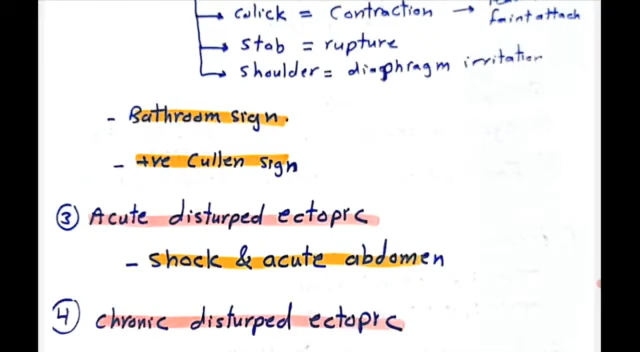 → colick = Contraction → faint attach
→ stab = rupture
→ shoulder = diaphragm irritation
- Bathroom sign.
- +ve Cullen sign
③ Acute disturped ectopic
- Shock & acute abdomen
④ chronic disturped ectopic